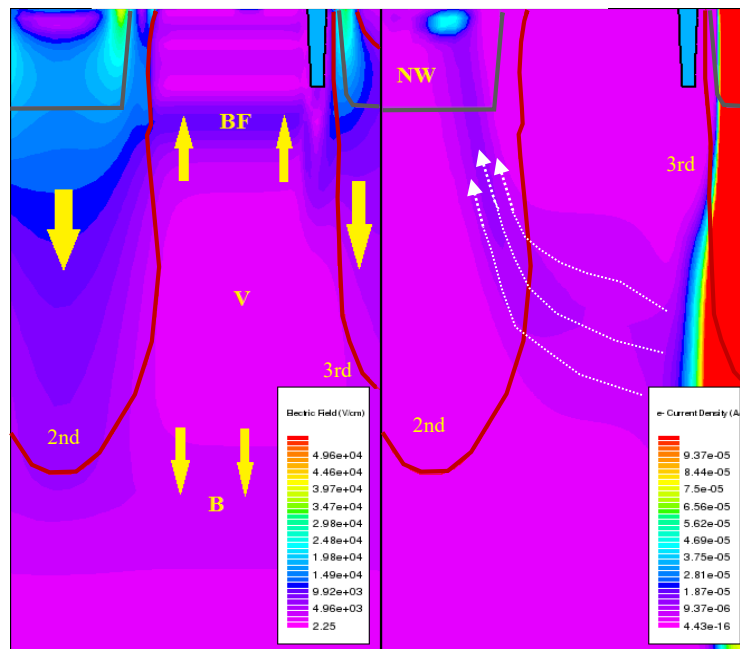 BF
V
3rd
2nd
B
Electric Field (V/cm)
4.96e+04
4.46e+04
3.97e+04
3.47e+04
2.98e+04
2.48e+04
1.98e+04
1.49e+04
9.92e+03
4.96e+03
2.25
NW
3rd
2nd
e- Current Density (A
9.37e-05
8.44e-05
7.5e-05
6.56e-05
5.62e-05
4.69e-05
3.75e-05
2.81e-05
1.87e-05
9.37e-06
4.43e-16